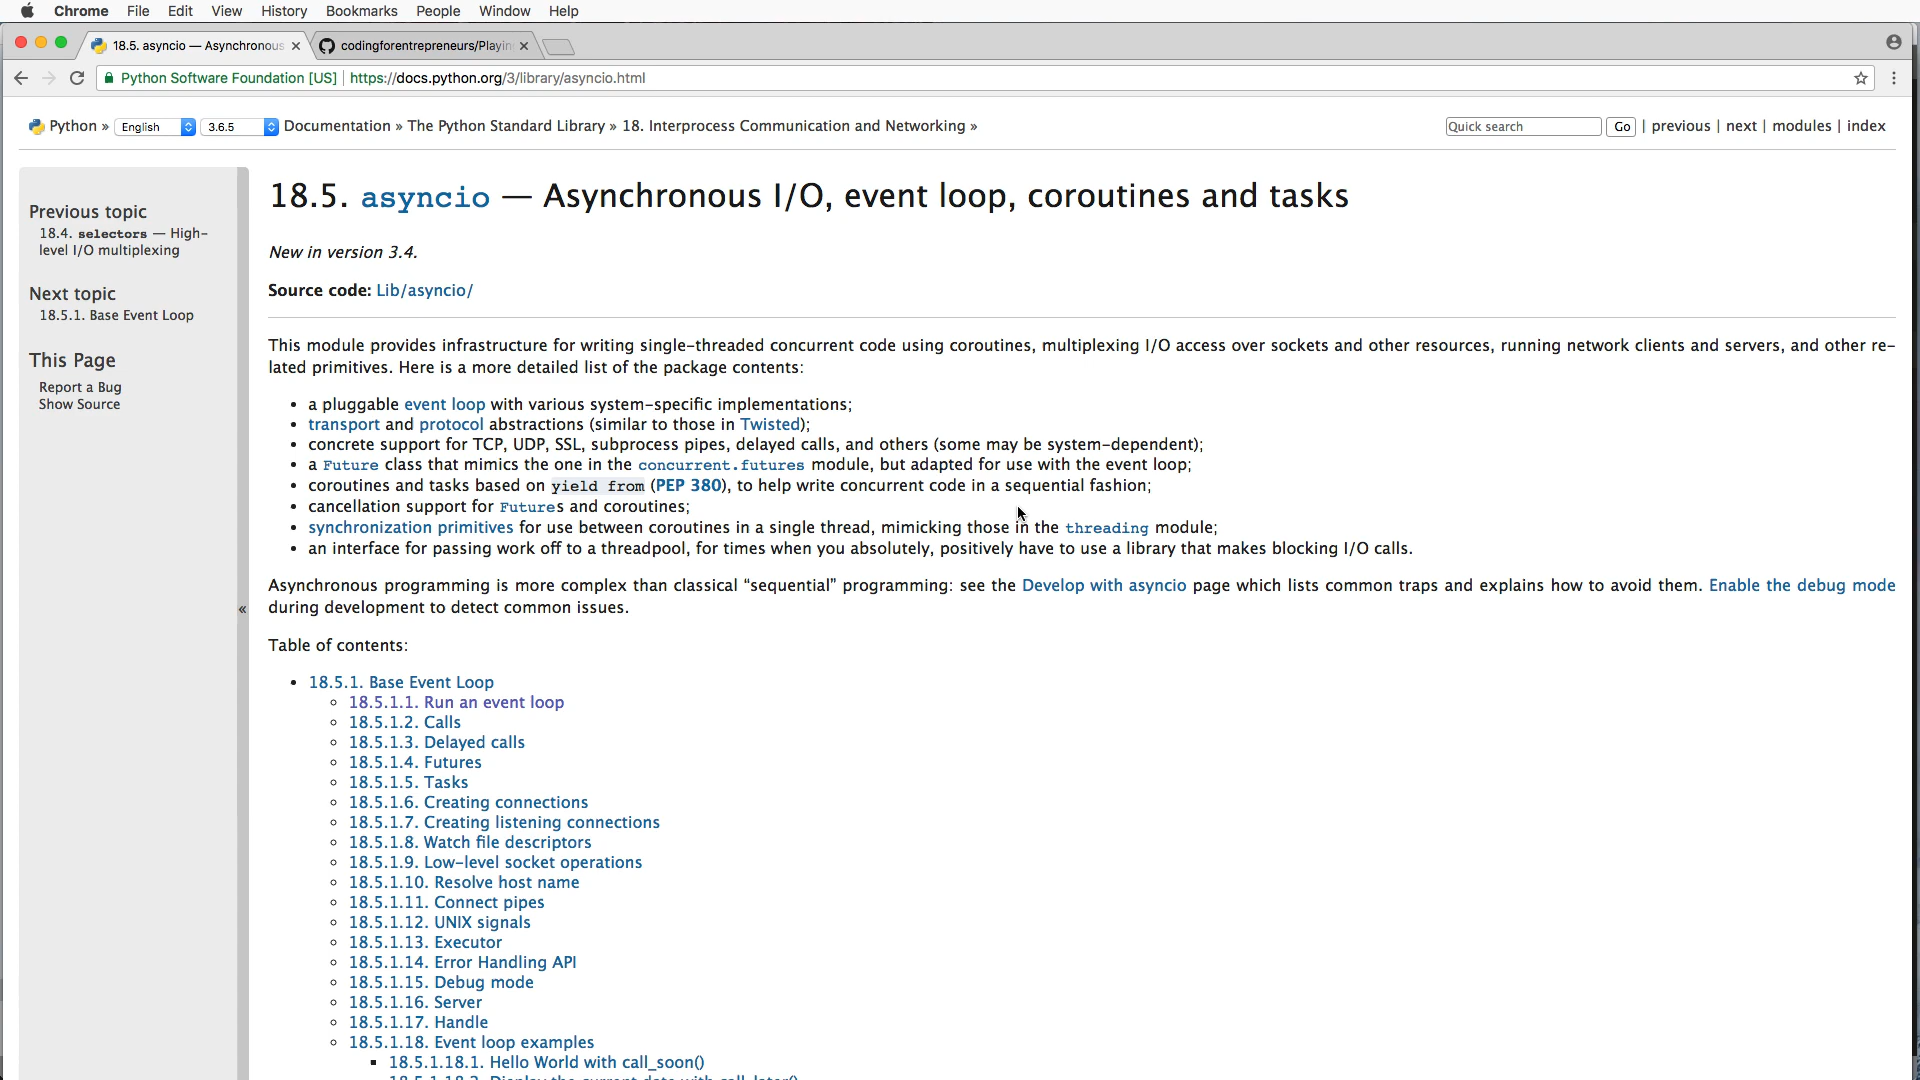 Chrome File Edit View History Bookmarks People Window Help
18.5. asyncio — Asynchronous
codingforentrepreneurs/Playin
Python Software Foundation [US] https://docs.python.org/3/library/asyncio.html
Python » English 3.6.5 Documentation » The Python Standard Library » 18. Interprocess Communication and Networking »
Quick search Go | previous | next | modules | index
Previous topic
18.4. selectors — High-
level I/O multiplexing
Next topic
18.5.1. Base Event Loop
This Page
Report a Bug
Show Source
«
18.5. asyncio — Asynchronous I/O, event loop, coroutines and tasks
New in version 3.4.
Source code: Lib/asyncio/
This module provides infrastructure for writing single-threaded concurrent code using coroutines, multiplexing I/O access over sockets and other resources, running network clients and servers, and other re-
lated primitives. Here is a more detailed list of the package contents:
• a pluggable event loop with various system-specific implementations;
• transport and protocol abstractions (similar to those in Twisted);
• concrete support for TCP, UDP, SSL, subprocess pipes, delayed calls, and others (some may be system-dependent);
• a Future class that mimics the one in the concurrent.futures module, but adapted for use with the event loop;
• coroutines and tasks based on yield from (PEP 380), to help write concurrent code in a sequential fashion;
• cancellation support for Futures and coroutines;
• synchronization primitives for use between coroutines in a single thread, mimicking those in the threading module;
• an interface for passing work off to a threadpool, for times when you absolutely, positively have to use a library that makes blocking I/O calls.
Asynchronous programming is more complex than classical “sequential” programming: see the Develop with asyncio page which lists common traps and explains how to avoid them. Enable the debug mode
during development to detect common issues.
Table of contents:
• 18.5.1. Base Event Loop
18.5.1.1. Run an event loop
18.5.1.2. Calls
18.5.1.3. Delayed calls
18.5.1.4. Futures
18.5.1.5. Tasks
18.5.1.6. Creating connections
18.5.1.7. Creating listening connections
18.5.1.8. Watch file descriptors
18.5.1.9. Low-level socket operations
18.5.1.10. Resolve host name
18.5.1.11. Connect pipes
18.5.1.12. UNIX signals
18.5.1.13. Executor
18.5.1.14. Error Handling API
18.5.1.15. Debug mode
18.5.1.16. Server
18.5.1.17. Handle
18.5.1.18. Event loop examples
18.5.1.18.1. Hello World with call_soon()
18.5.1.18.2. Display the current date with call_later()